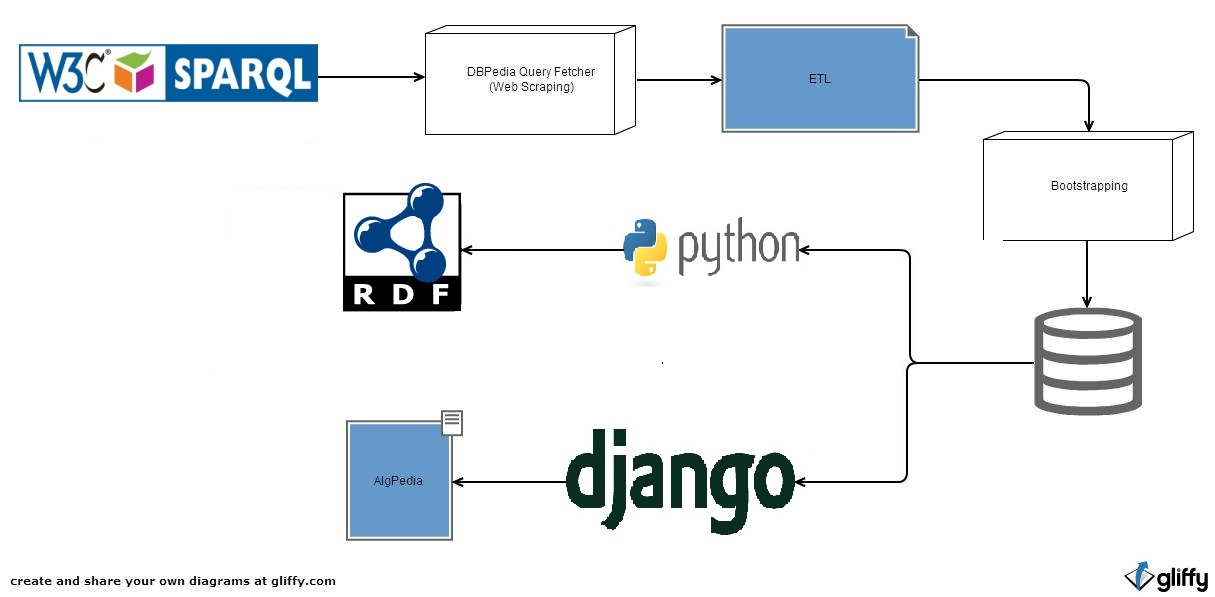 W3C® SPARQL
DBPedia Query Fetcher
(Web Scraping)
ETL
Bootstrapping
python
RDF
AlgPedia
django
create and share your own diagrams at gliffy.com
gliffy